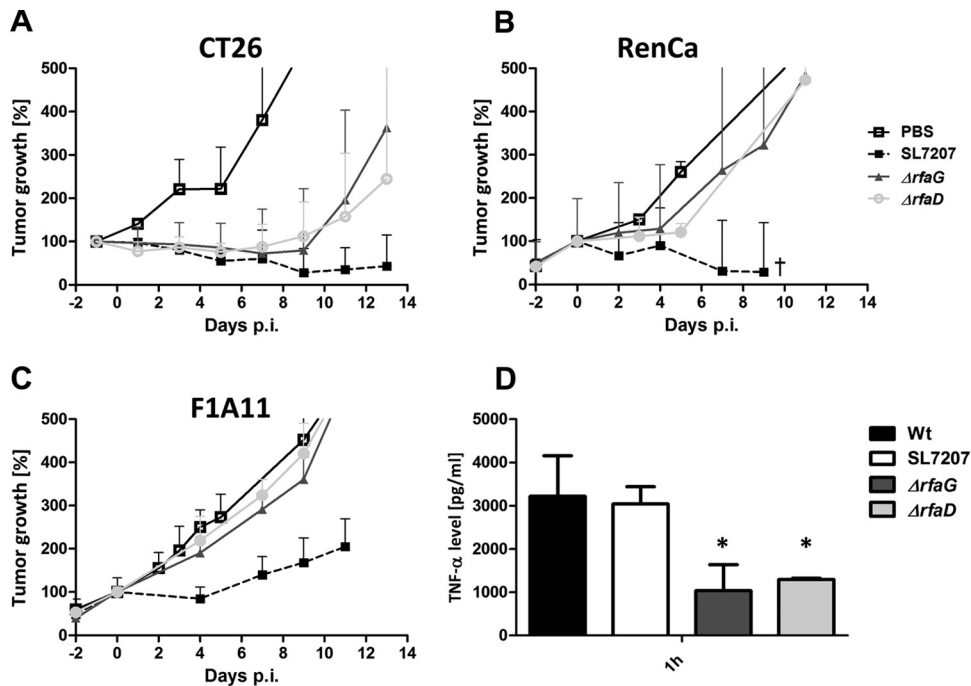 A
CT26
Tumor growth [%]
500
400
300
200
100
0
-2 0 2 4 6 8 10 12 14
Days p.i.
B
RenCa
Tumor growth [%]
500
400
300
200
100
0
-2 0 2 4 6 8 10 12 14
Days p.i.
†
PBS
SL7207
ΔrfaG
ΔrfaD
C
F1A11
Tumor growth [%]
500
400
300
200
100
0
-2 0 2 4 6 8 10 12 14
Days p.i.
D
TNF-α level [pg/ml]
5000
4000
3000
2000
1000
0
* *
1h
Wt
SL7207
ΔrfaG
ΔrfaD